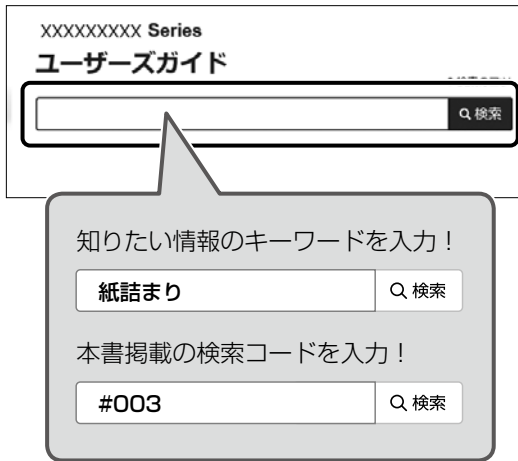 XXXXXXXXX Series
ユーザーズガイド
検索
知りたい情報のキーワードを入力！
紙詰まり 検索
本書掲載の検索コードを入力！
#003 検索